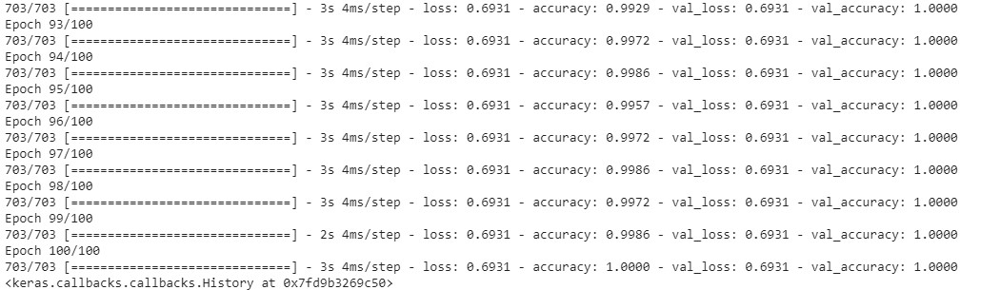 703/703 [==============================] - 3s 4ms/step - loss: 0.6931 - accuracy: 0.9929 - val_loss: 0.6931 - val_accuracy: 1.0000
Epoch 93/100
703/703 [==============================] - 3s 4ms/step - loss: 0.6931 - accuracy: 0.9972 - val_loss: 0.6931 - val_accuracy: 1.0000
Epoch 94/100
703/703 [==============================] - 3s 4ms/step - loss: 0.6931 - accuracy: 0.9986 - val_loss: 0.6931 - val_accuracy: 1.0000
Epoch 95/100
703/703 [==============================] - 3s 4ms/step - loss: 0.6931 - accuracy: 0.9957 - val_loss: 0.6931 - val_accuracy: 1.0000
Epoch 96/100
703/703 [==============================] - 3s 4ms/step - loss: 0.6931 - accuracy: 0.9972 - val_loss: 0.6931 - val_accuracy: 1.0000
Epoch 97/100
703/703 [==============================] - 3s 4ms/step - loss: 0.6931 - accuracy: 0.9986 - val_loss: 0.6931 - val_accuracy: 1.0000
Epoch 98/100
703/703 [==============================] - 3s 4ms/step - loss: 0.6931 - accuracy: 0.9972 - val_loss: 0.6931 - val_accuracy: 1.0000
Epoch 99/100
703/703 [==============================] - 2s 4ms/step - loss: 0.6931 - accuracy: 0.9986 - val_loss: 0.6931 - val_accuracy: 1.0000
Epoch 100/100
703/703 [==============================] - 3s 4ms/step - loss: 0.6931 - accuracy: 1.0000 - val_loss: 0.6931 - val_accuracy: 1.0000
<keras.callbacks.callbacks.History at 0x7fd9b3269c50>